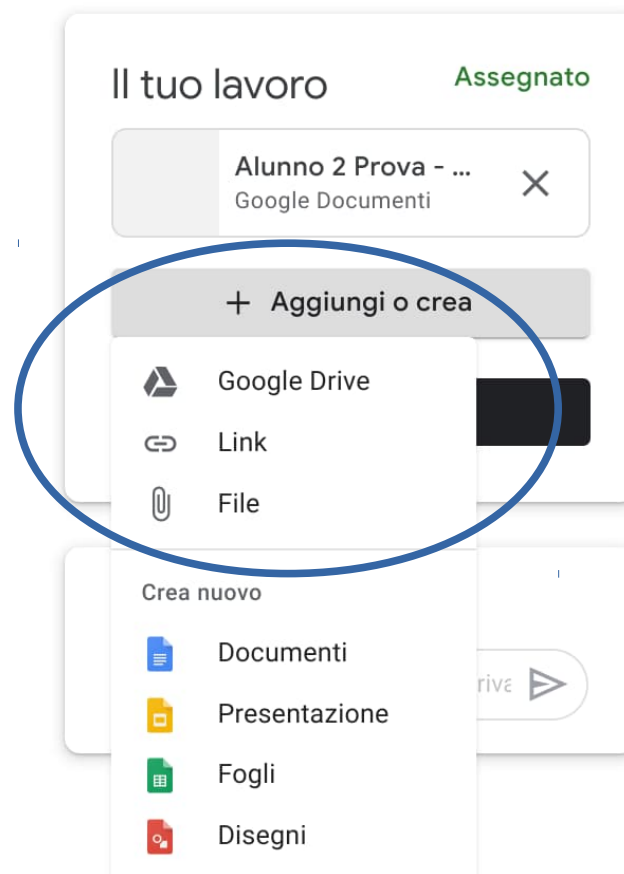 Il tuo lavoro
Assegnato
Alunno 2 Prova - ...
Google Documenti
+ Aggiungi o crea
Google Drive
Link
File
Crea nuovo
Documenti
Presentazione
Fogli
Disegni